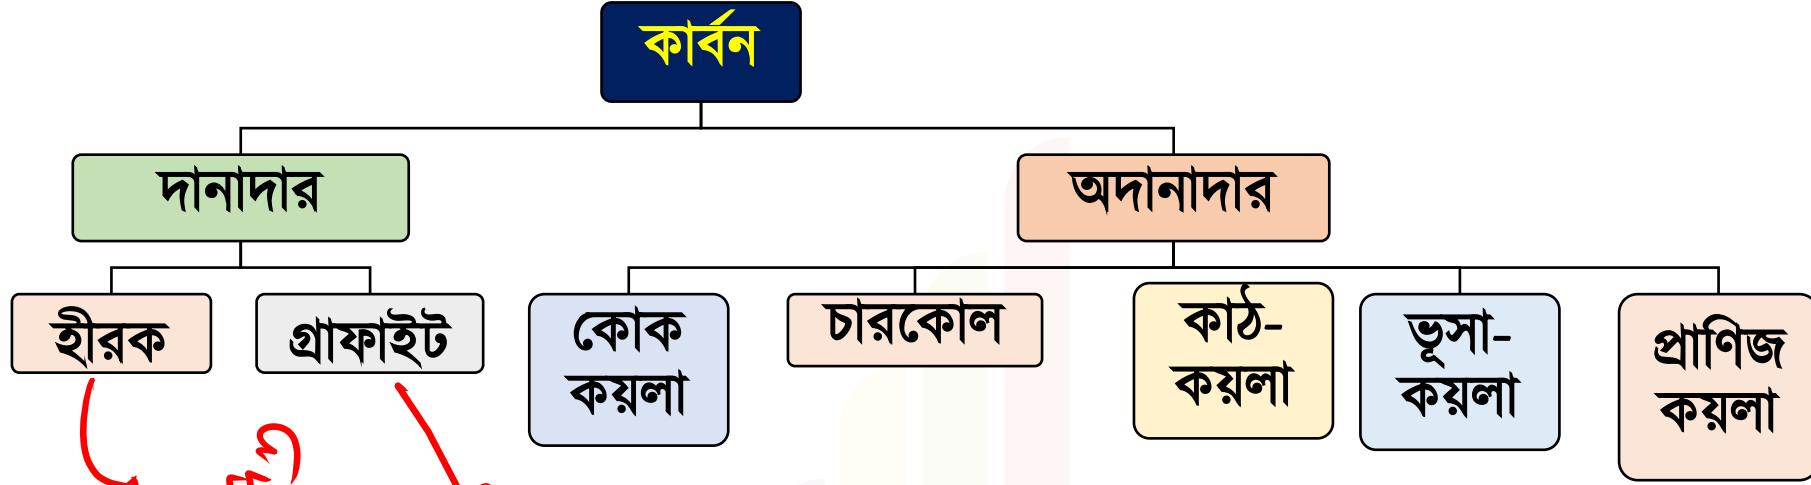 কার্বন
দানাদার
অদানাদার
হীরক
গ্রাফাইট
কোক
কয়লা
চারকোল
কাঠ-
কয়লা
ভূসা-
কয়লা
প্রাণিজ
কয়লা